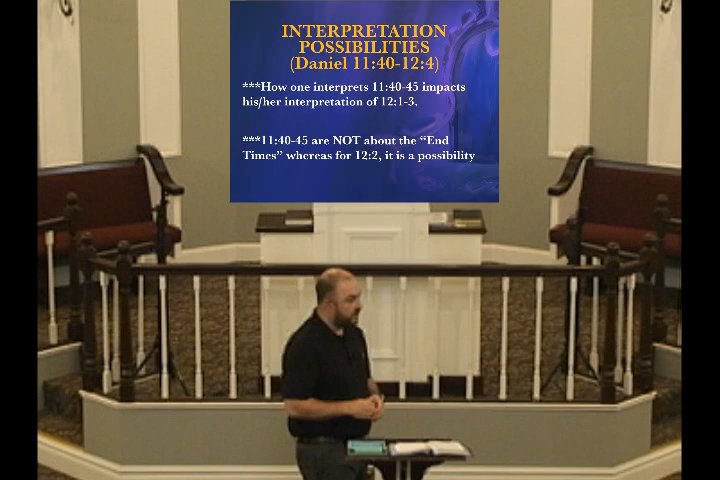 INTERPRETATION
POSSIBILITIES
(Daniel 11:40-12:4)
***How one interprets 11:40-45 impacts
his/her interpretation of 12:1-3.
***11:40-45 are NOT about the “End
Times” whereas for 12:2, it is a possibility